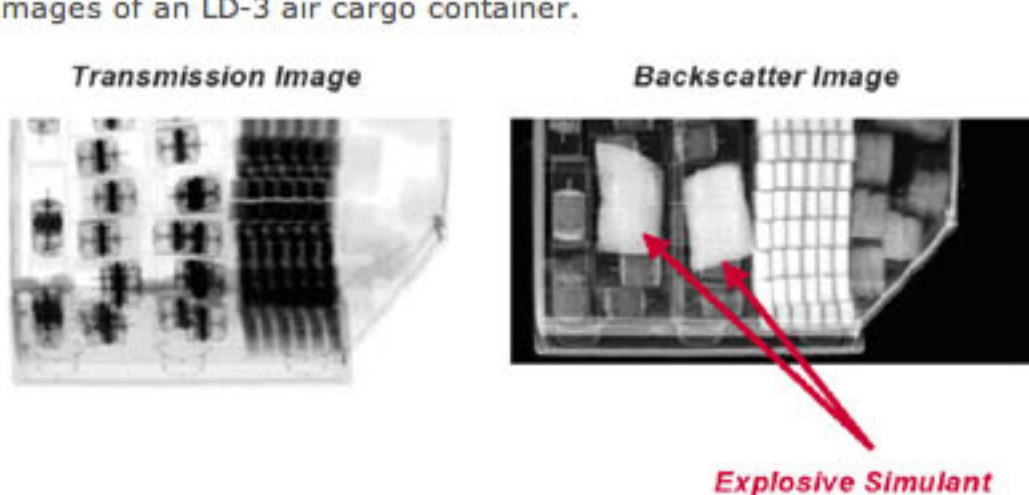 mages of an LD-3 air cargo container.
Transmission Image
Backscatter Image
Explosive Simulant